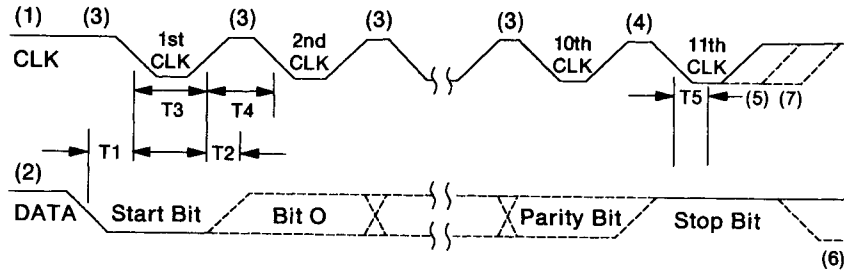 (1) (3) (3) (3) (3) (4)
1st 2nd 10th 11th
CLK CLK CLK CLK CLK
T3 T4 T5 (5) (7)
T1 T2
(2)
DATA Start Bit Bit O Parity Bit Stop Bit
(6)